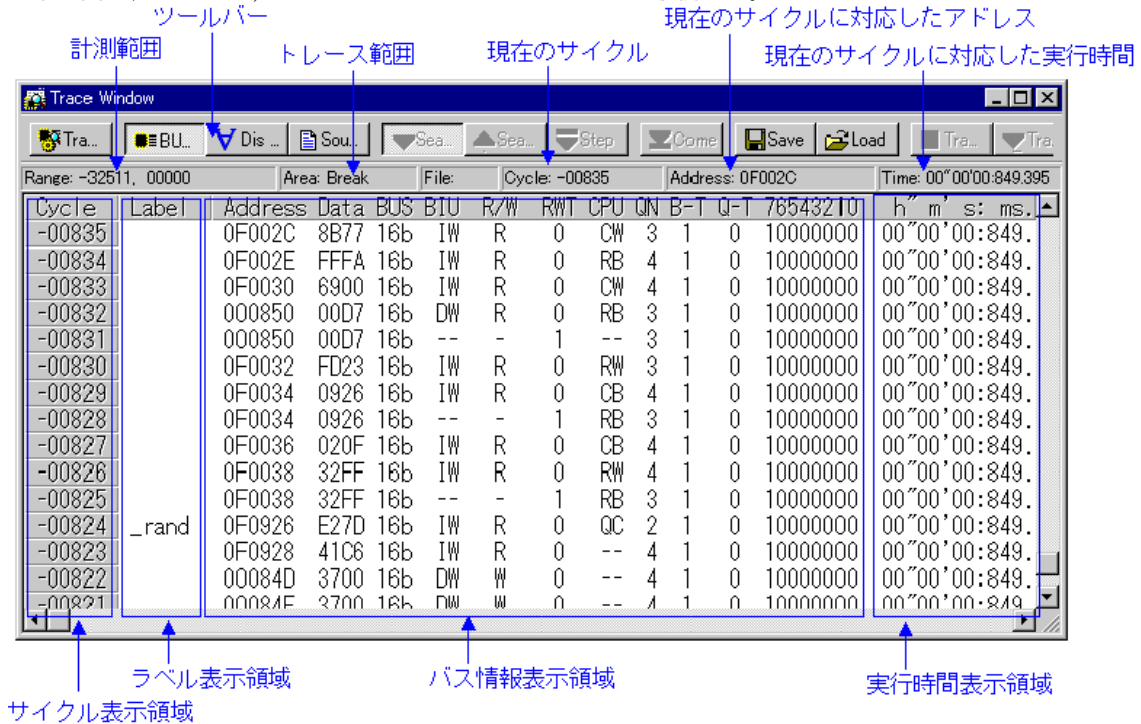 ツールバー
現在のサイクルに対応したアドレス
計測範囲 トレース範囲 現在のサイクル 現在のサイクルに対応した実行時間
Trace Window
Tra... BU... Dis ... Sou... Sea... Sea... Step Come Save Load Tra... Tra.
Range: -32511, 00000 Area: Break File: Cycle: -00835 Address: 0F002C Time: 00"00'00:849.395
Cycle Label Address Data BUS BIU R/W RWT CPU QN B-T Q-T 76543210 h" m' s: ms.
-00835 0F002C 8B77 16b IW R 0 CW 3 1 0 10000000 00"00'00:849.
-00834 0F002E FFFA 16b IW R 0 RB 4 1 0 10000000 00"00'00:849.
-00833 0F0030 6900 16b IW R 0 CW 4 1 0 10000000 00"00'00:849.
-00832 000850 00D7 16b DW R 0 RB 3 1 0 10000000 00"00'00:849.
-00831 000850 00D7 16b -- - 1 -- 3 1 0 10000000 00"00'00:849.
-00830 0F0032 FD23 16b IW R 0 RW 3 1 0 10000000 00"00'00:849.
-00829 0F0034 0926 16b IW R 0 CB 4 1 0 10000000 00"00'00:849.
-00828 0F0034 0926 16b -- - 1 RB 3 1 0 10000000 00"00'00:849.
-00827 0F0036 020F 16b IW R 0 CB 4 1 0 10000000 00"00'00:849.
-00826 0F0038 32FF 16b IW R 0 RW 4 1 0 10000000 00"00'00:849.
-00825 0F0038 32FF 16b -- - 1 RB 3 1 0 10000000 00"00'00:849.
-00824 _rand 0F0926 E27D 16b IW R 0 QC 2 1 0 10000000 00"00'00:849.
-00823 0F0928 41C6 16b IW R 0 -- 4 1 0 10000000 00"00'00:849.
-00822 00084D 3700 16b DW W 0 -- 4 1 0 10000000 00"00'00:849.
-00821 00084E 3700 16b DW W 0 -- 4 1 0 10000000 00"00'00:849
ラベル表示領域 バス情報表示領域 実行時間表示領域
サイクル表示領域